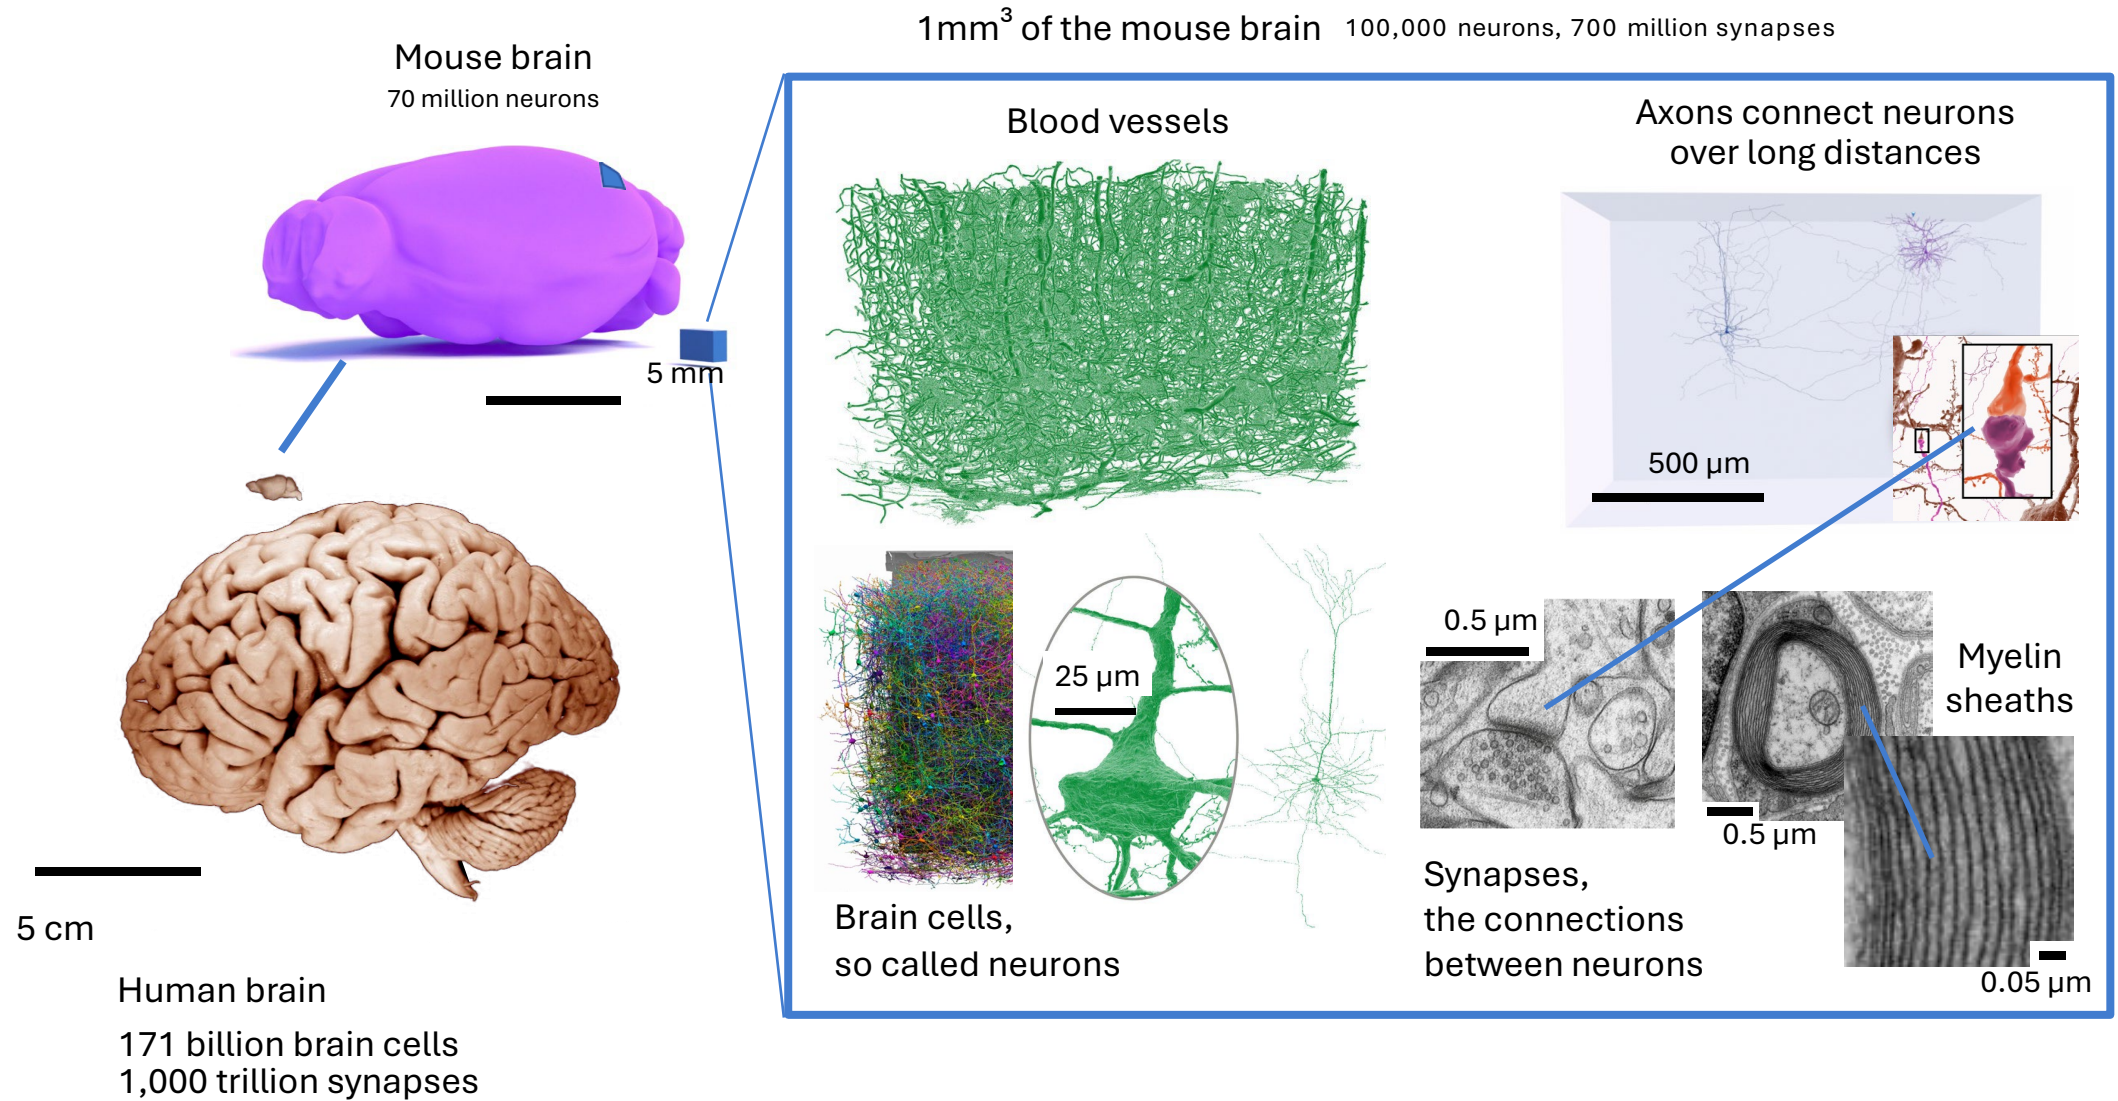 1mm³ of the mouse brain 100,000 neurons, 700 million synapses
Mouse brain
70 million neurons
5 mm
5 cm
Human brain
171 billion brain cells
1,000 trillion synapses
Blood vessels
Axons connect neurons
over long distances
500 µm
25 µm
Brain cells,
so called neurons
0.5 µm
Synapses,
the connections
between neurons
Myelin
sheaths
0.5 µm
0.05 µm